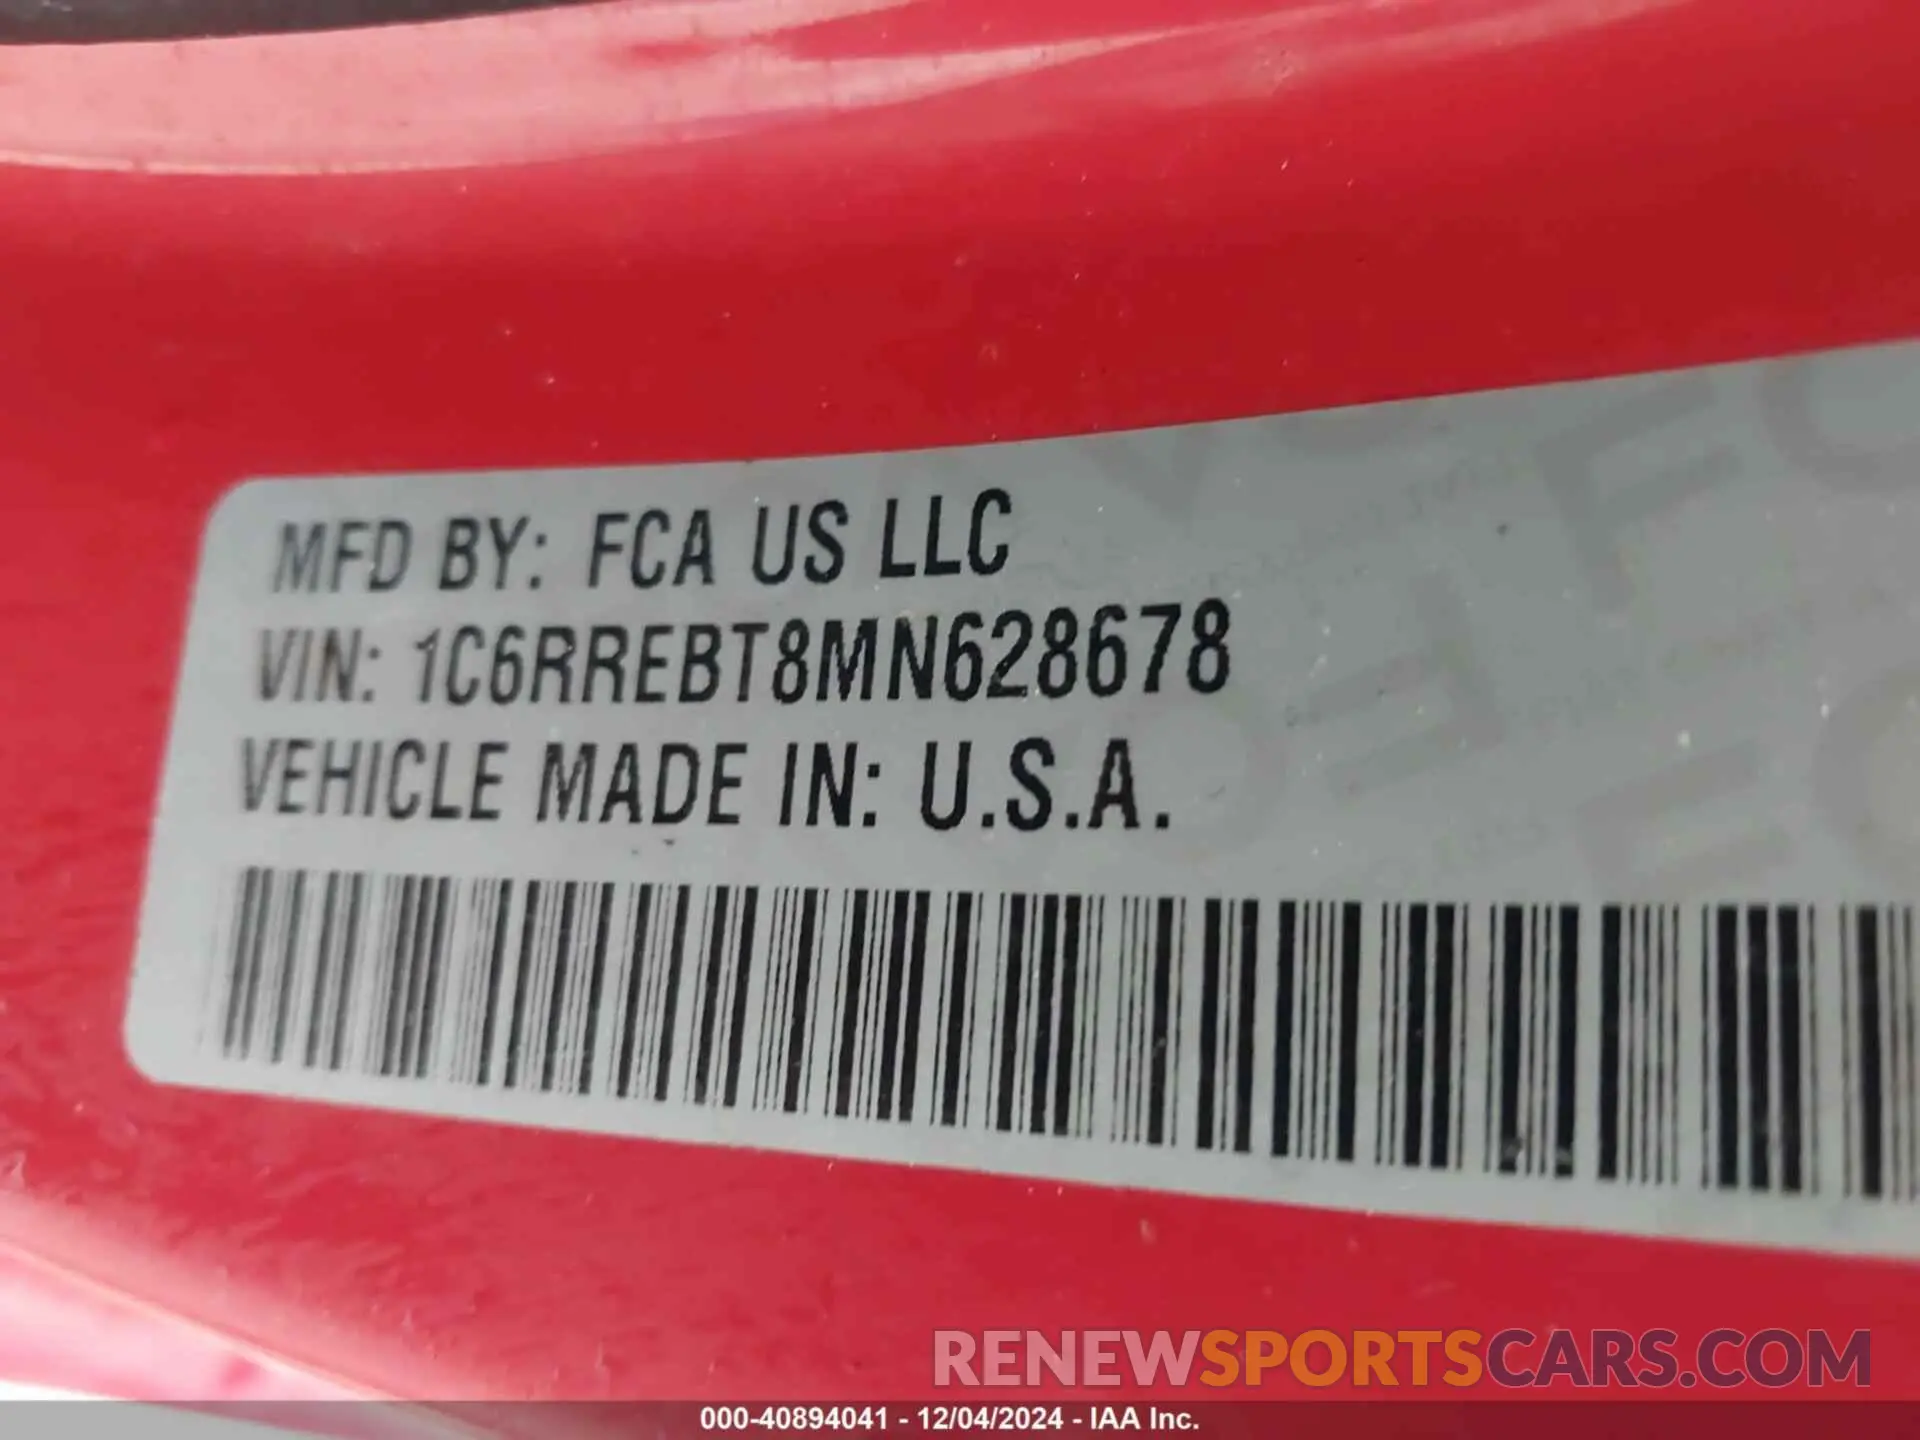 MFD BY: FCA US LLC
VIN: 1C6RREBT8MN628678
VEHICLE MADE IN: U.S.A.
RENEWSPORTSCARS.COM
000-40894041 - 12/04/2024 - IAA Inc.